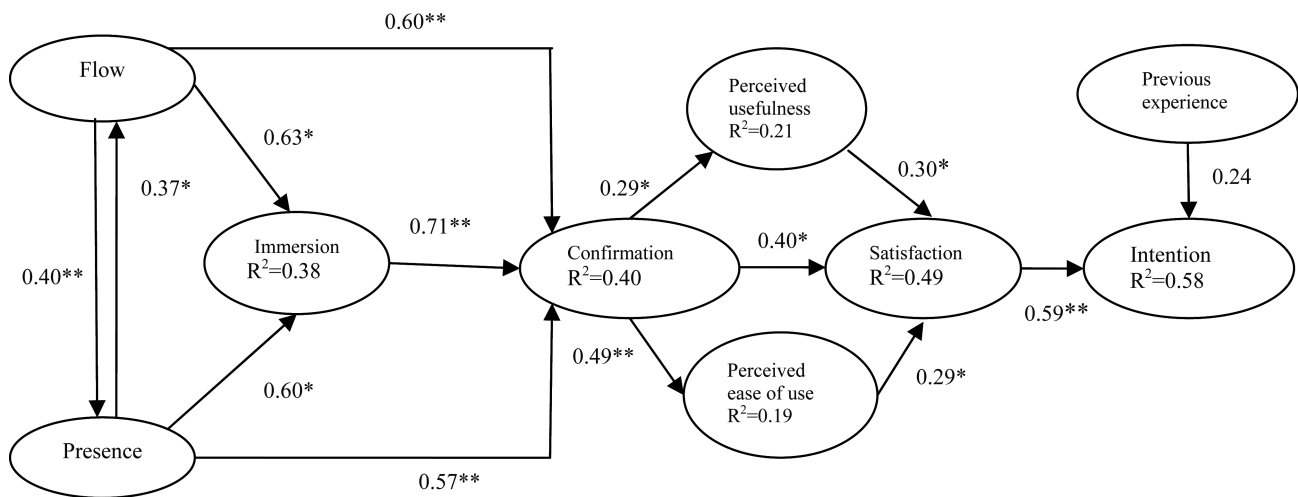 0.60**
Flow
Previous
experience
Perceived
usefulness
R²=0.21
0.63*
0.37*
0.29*
0.30*
0.24
Immersion
R²=0.38
0.71**
Confirmation
R²=0.40
0.40*
Satisfaction
R²=0.49
Intention
R²=0.58
0.40**
0.59**
0.49**
Perceived
ease of use
R²=0.19
0.29*
0.60*
Presence
0.57**